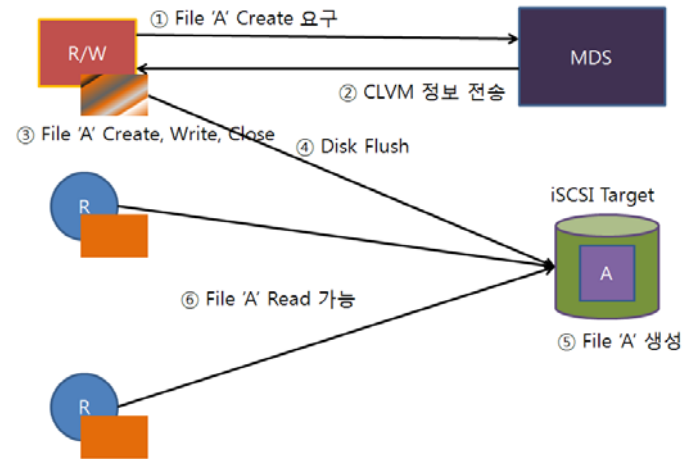 ① File ‘A’ Create 요구
R/W
MDS
② CLVM 정보 전송
③ File ‘A’ Create, Write, Close
④ Disk Flush
R
iSCSI Target
A
⑥ File ‘A’ Read 가능
⑤ File ‘A’ 생성
R